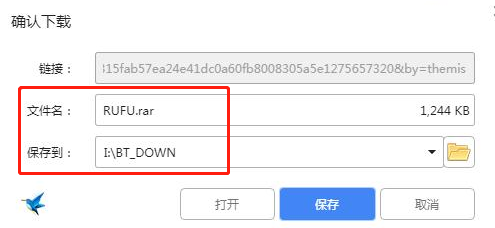 确认下载
链接：
315fab57ea24e41dc0a60fb8008305a5e1275657320&by=themis
文件名：
RUFU.rar 1,244 KB
保存到：
I:\BT_DOWN
打开 保存 取消